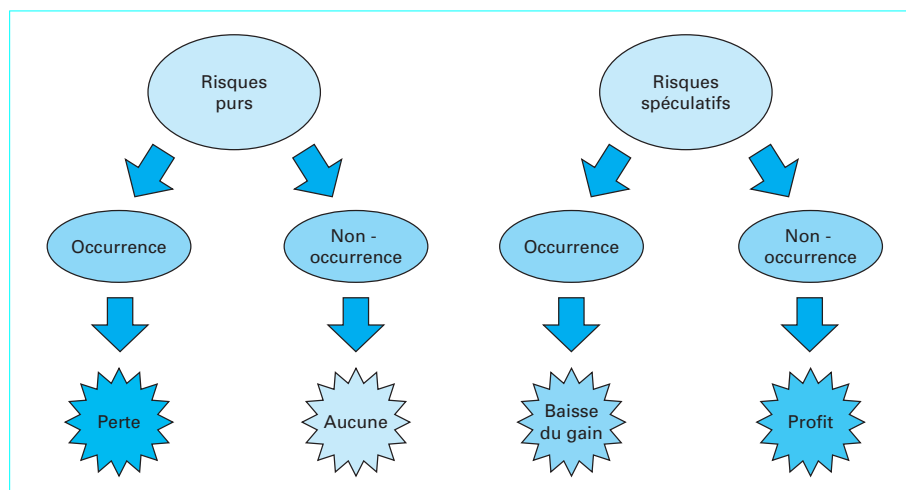 Risques
purs
Risques
spéculatifs
Occurrence
Non -
occurrence
Occurrence
Non -
occurrence
Perte
Aucune
Baisse
du gain
Profit